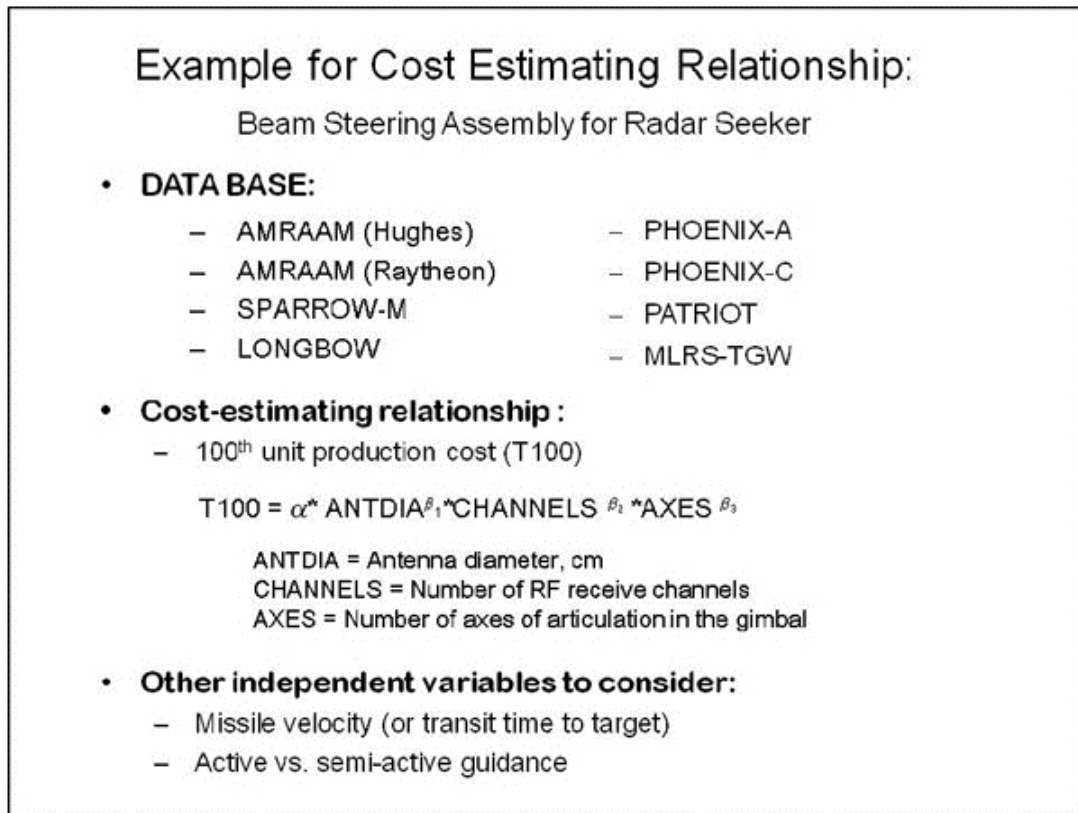 Example for Cost Estimating Relationship:
Beam Steering Assembly for Radar Seeker
• DATA BASE:
– AMRAAM (Hughes)
– AMRAAM (Raytheon)
– SPARROW-M
– LONGBOW
– PHOENIX-A
– PHOENIX-C
– PATRIOT
– MLRS-TGW
• Cost-estimating relationship :
– 100th unit production cost (T100)
T100 = α* ANTDIA^β₁*CHANNELS ^β₂ *AXES ^β₃
ANTDIA = Antenna diameter, cm
CHANNELS = Number of RF receive channels
AXES = Number of axes of articulation in the gimbal
• Other independent variables to consider:
– Missile velocity (or transit time to target)
– Active vs. semi-active guidance